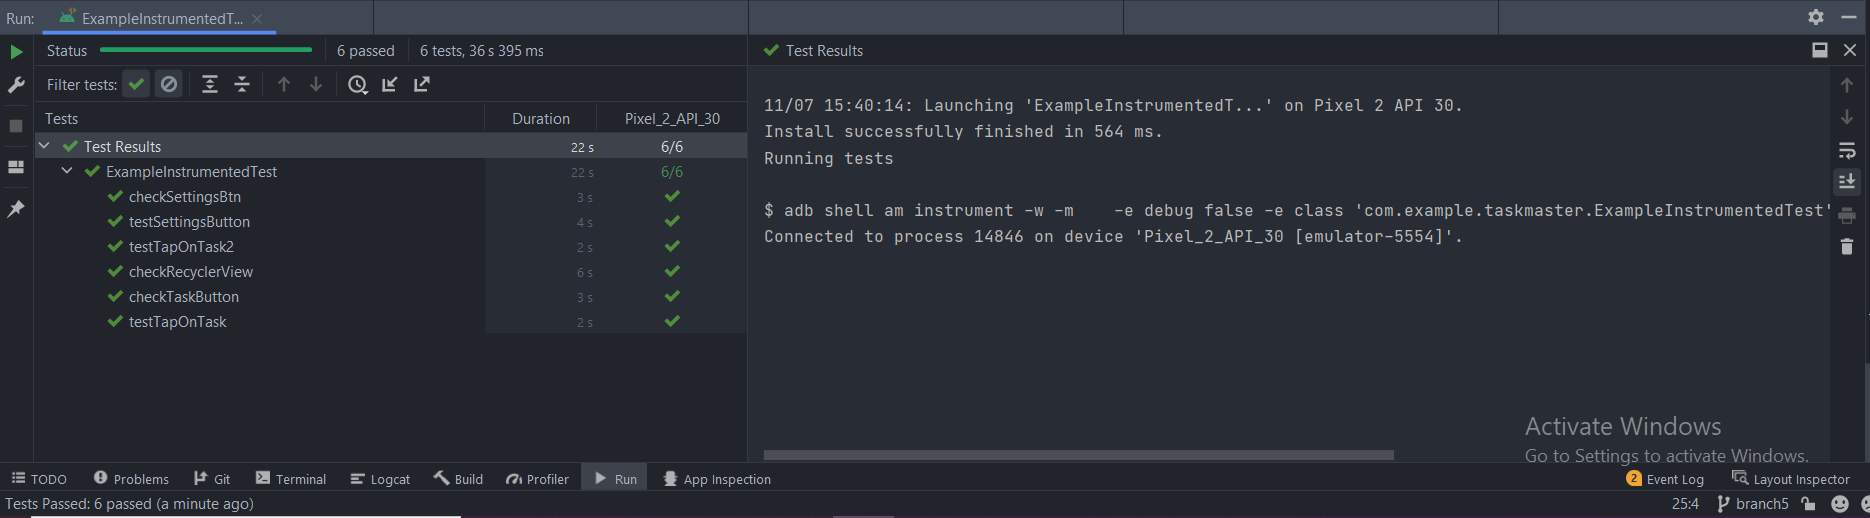 Run: ExampleInstrumentedT...
Status 6 passed 6 tests, 36 s 395 ms
Filter tests:
Tests Duration Pixel_2_API_30
Test Results 22 s 6/6
ExampleInstrumentedTest 22 s 6/6
checkSettingsBtn 3 s
testSettingsButton 4 s
testTapOnTask2 2 s
checkRecyclerView 6 s
checkTaskButton 3 s
testTapOnTask 2 s
Test Results
11/07 15:40:14: Launching 'ExampleInstrumentedT...' on Pixel 2 API 30.
Install successfully finished in 564 ms.
Running tests
$ adb shell am instrument -w -m    -e debug false -e class 'com.example.taskmaster.ExampleInstrumentedTest'
Connected to process 14846 on device 'Pixel_2_API_30 [emulator-5554]'.
Activate Windows
Go to Settings to activate Windows.
TODO Problems Git Terminal Logcat Build Profiler Run App Inspection 2 Event Log Layout Inspector
Tests Passed: 6 passed (a minute ago) 25:4 branch5